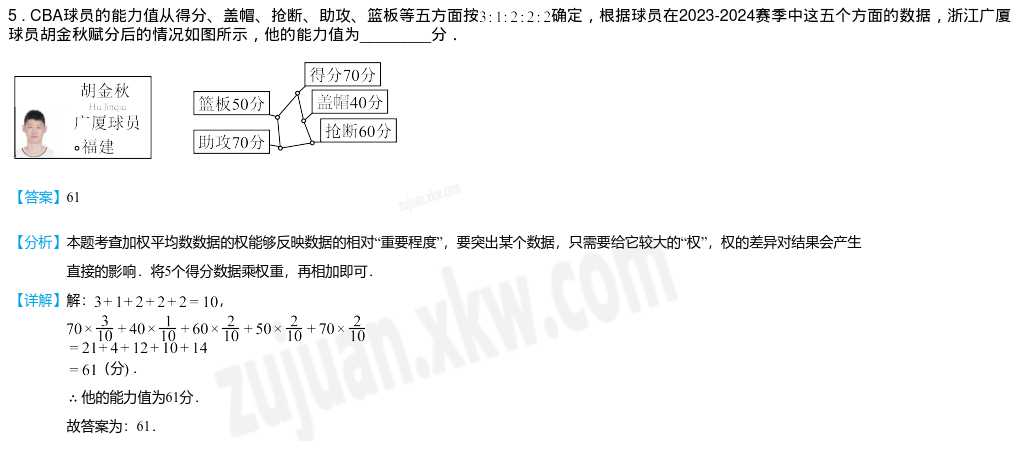 5．CBA球员的能力值从得分、盖帽、抢断、助攻、篮板等五方面按3:1:2:2:2确定，根据球员在2023-2024赛季中这五个方面的数据，浙江广厦
球员胡金秋赋分后的情况如图所示，他的能力值为________分．
得分70分
胡金秋
Hu Jinqiu
篮板50分
盖帽40分
广厦球员
抢断60分
福建
助攻70分
【答案】61
zujuan.xkw.com
【分析】本题考查加权平均数数据的权能够反映数据的相对“重要程度”，要突出某个数据，只需要给它较大的“权”，权的差异对结果会产生
直接的影响．将5个得分数据乘权重，再相加即可．
【详解】解：3+1+2+2+2=10，
70×3/10+40×1/10+60×2/10+50×2/10+70×2/10
=21+4+12+10+14
=61（分）．
∴他的能力值为61分．
故答案为：61．
zujuan.xkw.com